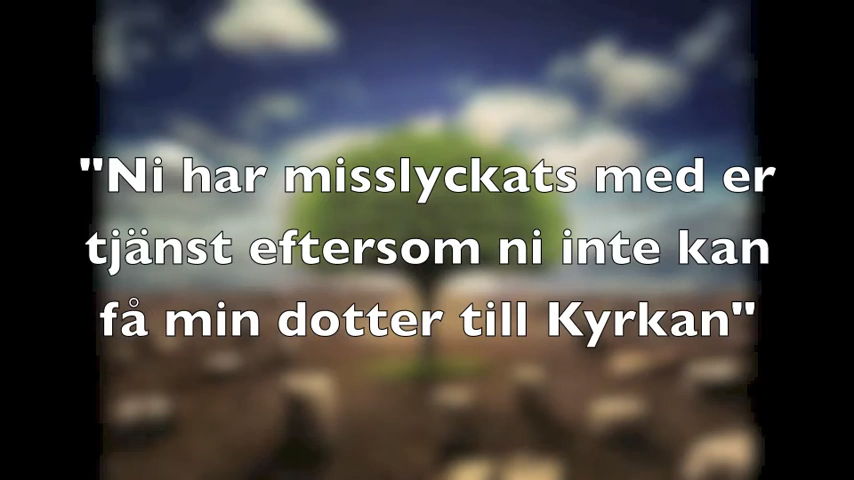 "Ni har misslyckats med er
tjänst eftersom ni inte kan
få min dotter till Kyrkan"